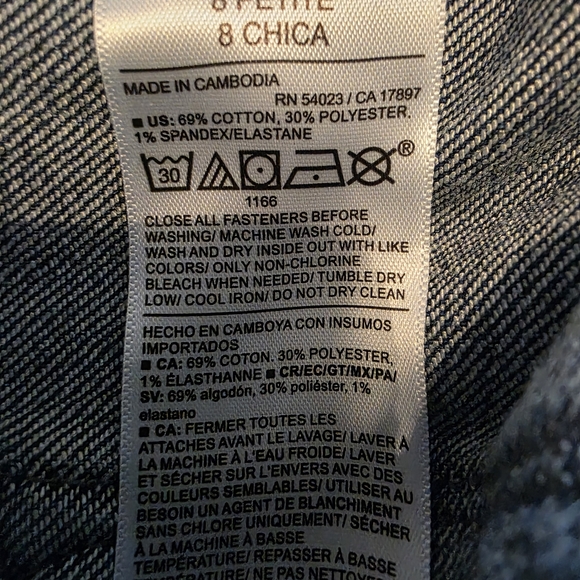 8 PETITE
8 CHICA
MADE IN CAMBODIA
RN 54023 / CA 17897
■ US: 69% COTTON, 30% POLYESTER,
1% SPANDEX/ELASTANE
30
®
1166
CLOSE ALL FASTENERS BEFORE
WASHING/ MACHINE WASH COLD/
WASH AND DRY INSIDE OUT WITH LIKE
COLORS/ ONLY NON-CHLORINE
BLEACH WHEN NEEDED/ TUMBLE DRY
LOW/ COOL IRON/ DO NOT DRY CLEAN
HECHO EN CAMBOYA CON INSUMOS
IMPORTADOS
■ CA: 69% COTON, 30% POLYESTER,
1% ÉLASTHANNE ■ CR/EC/GT/MX/PA/
SV: 69% algodón, 30% poliéster, 1%
elastano
■ CA: FERMER TOUTES LES
ATTACHES AVANT LE LAVAGE/ LAVER À
LA MACHINE À L'EAU FROIDE/ LAVER
ET SÉCHER SUR L'ENVERS AVEC DES
COULEURS SEMBLABLES/ UTILISER AU
BESOIN UN AGENT DE BLANCHIMENT
SANS CHLORE UNIQUEMENT/ SÉCHER
À LA MACHINE À BASSE
TEMPÉRATURE/ REPASSER À BASSE
TEMPÉRATURE/ NE PAS NETTOYER